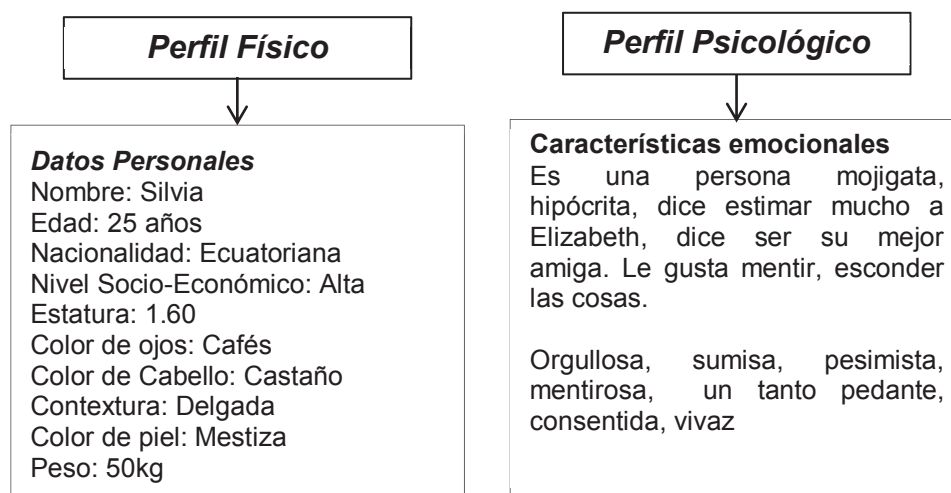 Perfil Físico
Datos Personales
Nombre: Silvia
Edad: 25 años
Nacionalidad: Ecuatoriana
Nivel Socio-Económico: Alta
Estatura: 1.60
Color de ojos: Cafés
Color de Cabello: Castaño
Contextura: Delgada
Color de piel: Mestiza
Peso: 50kg
Perfil Psicológico
Características emocionales
Es una persona mojigata,
hipócrita, dice estimar mucho a
Elizabeth, dice ser su mejor
amiga. Le gusta mentir, esconder
las cosas.
Orgullosa, sumisa, pesimista,
mentirosa, un tanto pedante,
consentida, vivaz